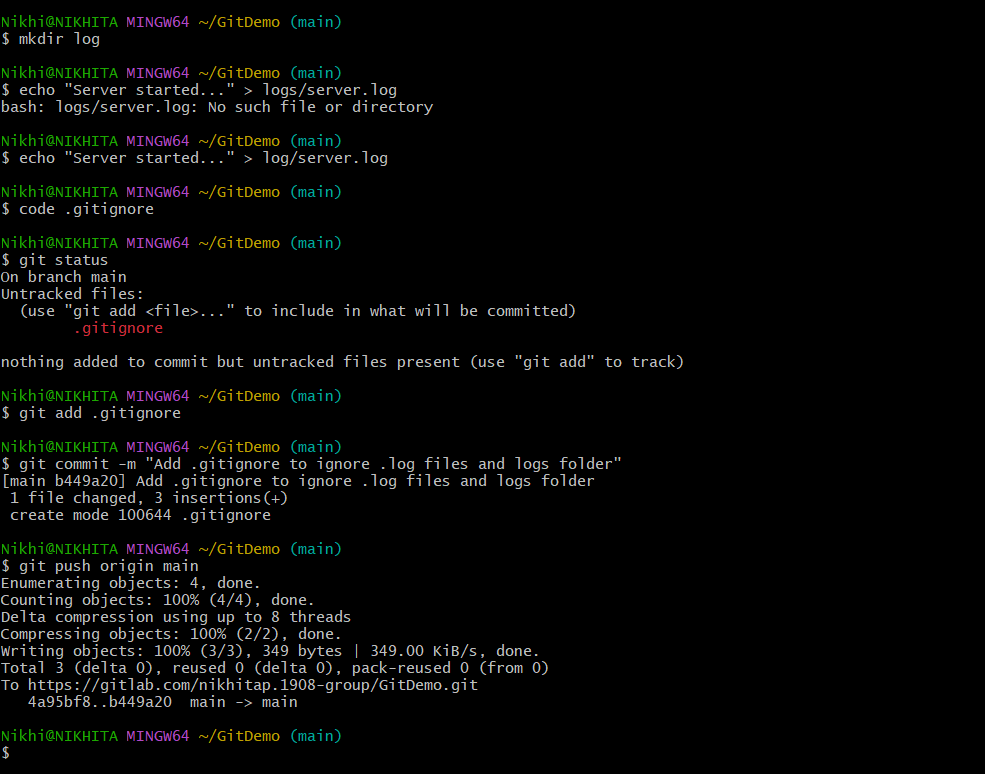 Nikhi@NIKHITA MINGW64 ~/GitDemo (main)
$ mkdir log
Nikhi@NIKHITA MINGW64 ~/GitDemo (main)
$ echo "Server started..." > logs/server.log
bash: logs/server.log: No such file or directory
Nikhi@NIKHITA MINGW64 ~/GitDemo (main)
$ echo "Server started..." > log/server.log
Nikhi@NIKHITA MINGW64 ~/GitDemo (main)
$ code .gitignore
Nikhi@NIKHITA MINGW64 ~/GitDemo (main)
$ git status
On branch main
Untracked files:
  (use "git add <file>..." to include in what will be committed)
        .gitignore
nothing added to commit but untracked files present (use "git add" to track)
Nikhi@NIKHITA MINGW64 ~/GitDemo (main)
$ git add .gitignore
Nikhi@NIKHITA MINGW64 ~/GitDemo (main)
$ git commit -m "Add .gitignore to ignore .log files and logs folder"
[main b449a20] Add .gitignore to ignore .log files and logs folder
 1 file changed, 3 insertions(+)
 create mode 100644 .gitignore
Nikhi@NIKHITA MINGW64 ~/GitDemo (main)
$ git push origin main
Enumerating objects: 4, done.
Counting objects: 100% (4/4), done.
Delta compression using up to 8 threads
Compressing objects: 100% (2/2), done.
Writing objects: 100% (3/3), 349 bytes | 349.00 KiB/s, done.
Total 3 (delta 0), reused 0 (delta 0), pack-reused 0 (from 0)
To https://gitlab.com/nikhitap.1908-group/GitDemo.git
   4a95bf8..b449a20  main -> main
Nikhi@NIKHITA MINGW64 ~/GitDemo (main)
$